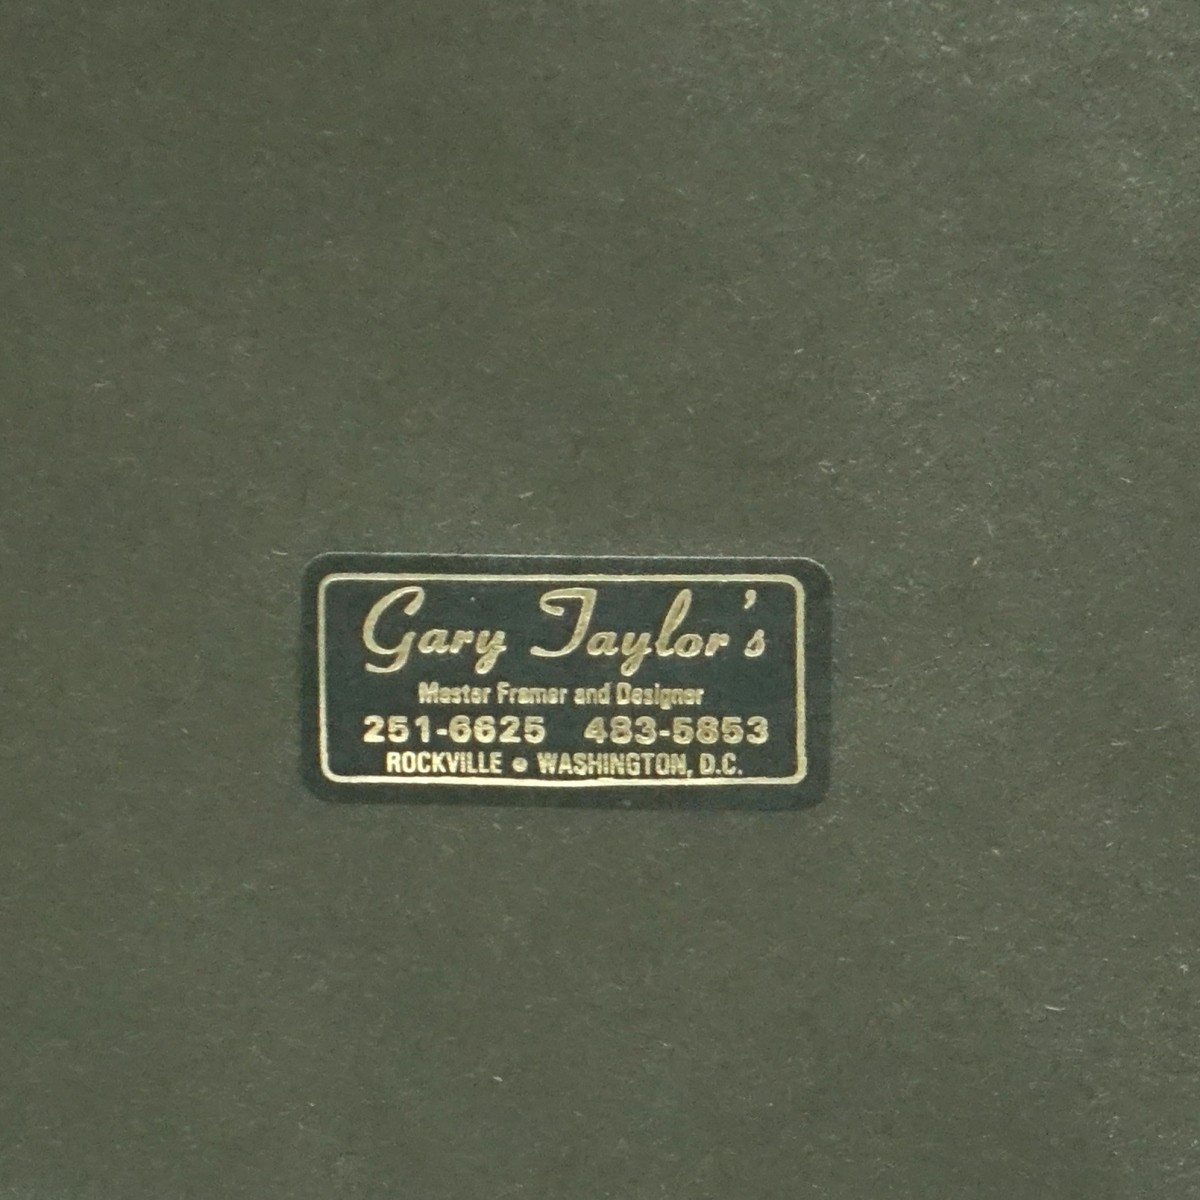 Gary Taylor's
Master Framer and Designer
251-6625 483-5853
ROCKVILLE • WASHINGTON, D.C.